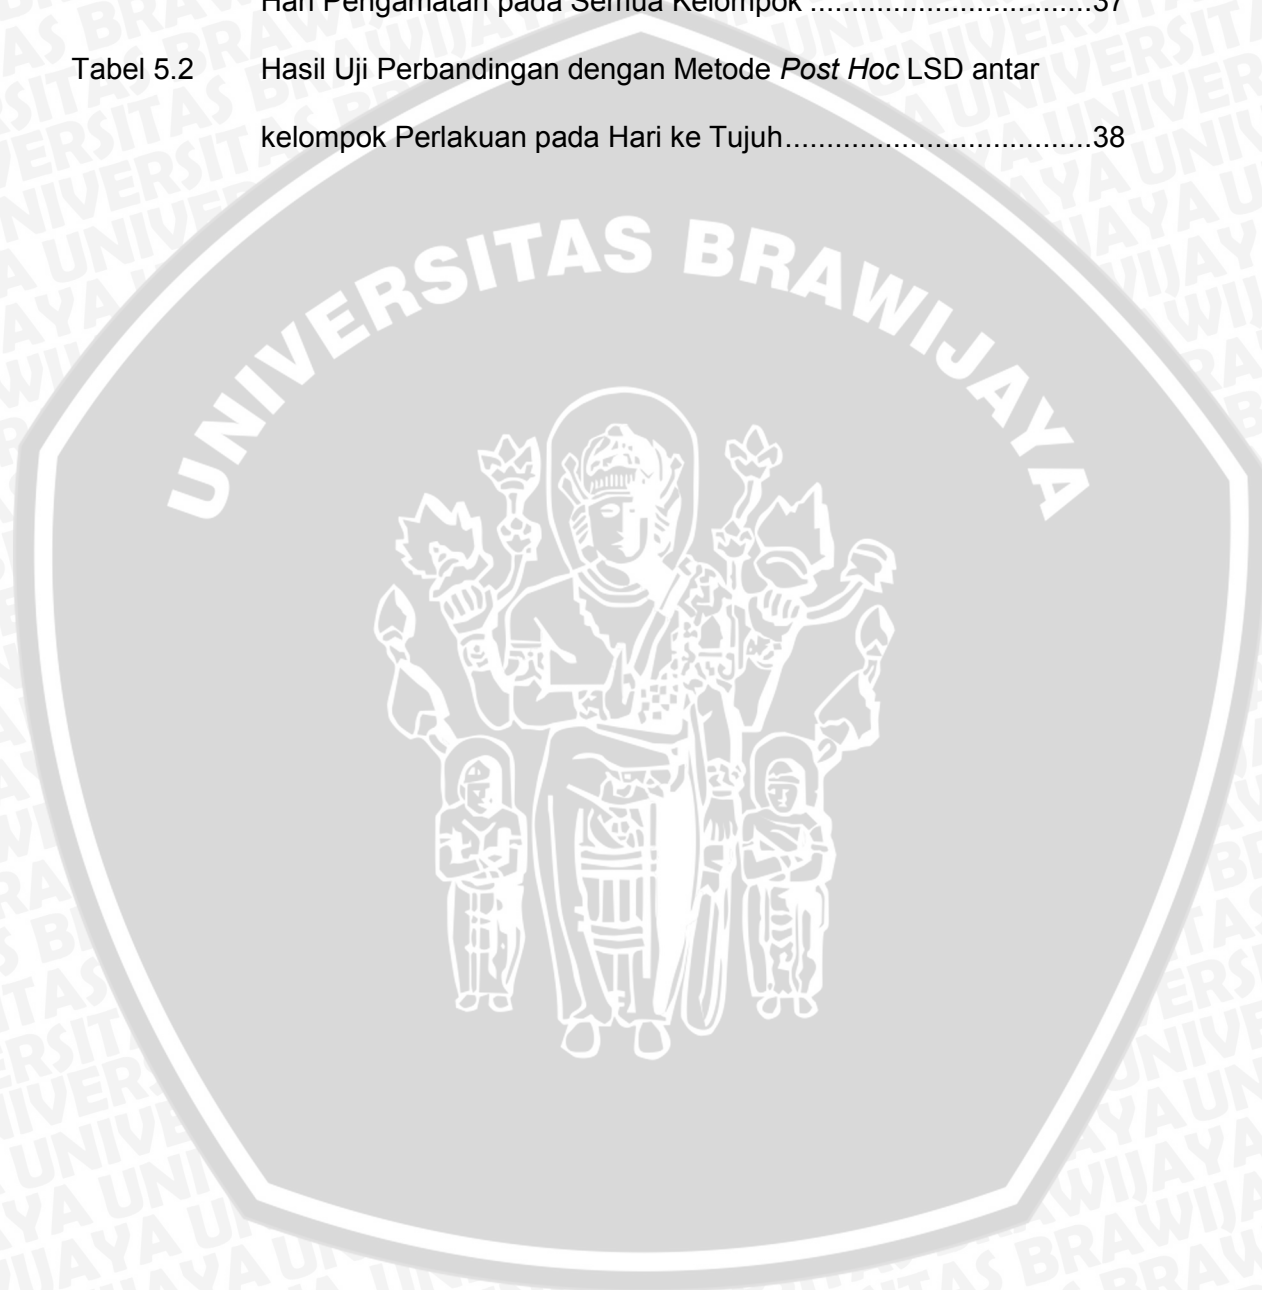 Hari Pengamatan pada Semua Kelompok ..................................37
Tabel 5.2 Hasil Uji Perbandingan dengan Metode Post Hoc LSD antar
kelompok Perlakuan pada Hari ke Tujuh.....................................38
UNIVERSITAS BRAWIJAYA